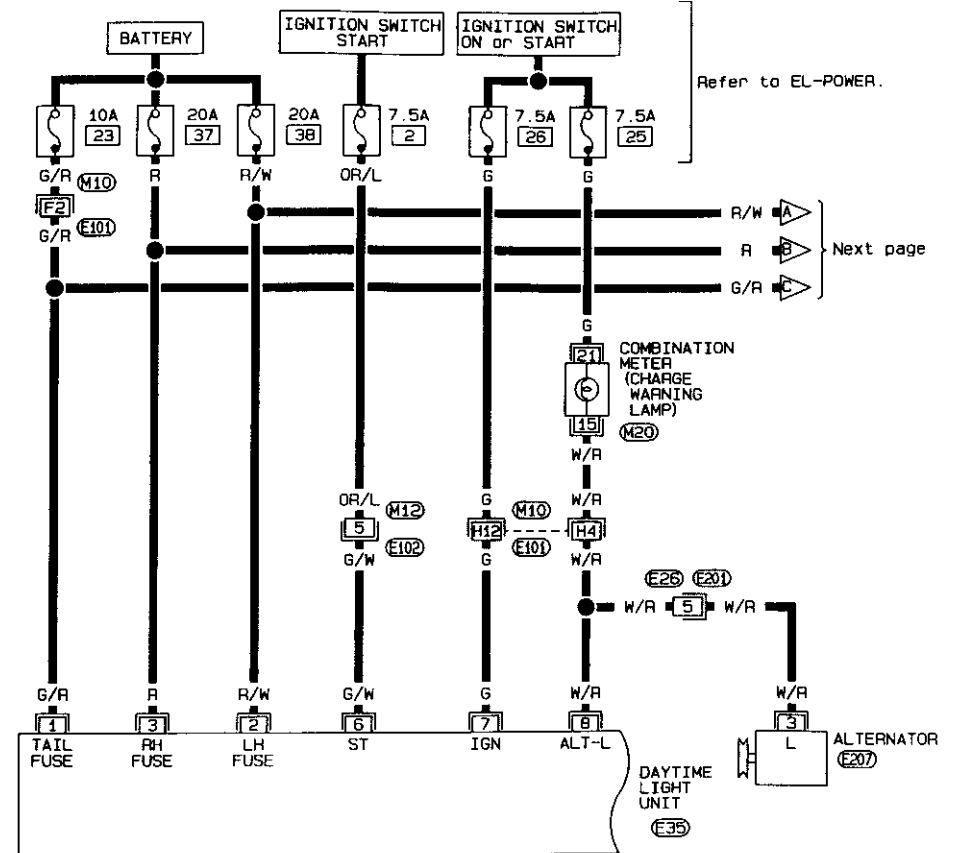 BATTERY
IGNITION SWITCH
START
IGNITION SWITCH
ON or START
Refer to EL-POWER.
10A
23
20A
37
20A
38
7.5A
2
7.5A
26
7.5A
25
G/R
R
R/W
OR/L
G
G
M10
F2
E101
G/R
R/W
A
R
B
Next page
G/R
C
G
21
COMBINATION
METER
(CHARGE
WARNING
LAMP)
15
M20
W/R
OR/L
M12
G
M10
W/R
5
H12
H4
E102
E101
G/W
G
W/R
E26
E201
W/R
5
W/R
G/R
R
R/W
G/W
G
W/R
W/R
1
3
2
6
7
8
3
TAIL
FUSE
RH
FUSE
LH
FUSE
ST
IGN
ALT-L
L
ALTERNATOR
E207
DAYTIME
LIGHT
UNIT
E35